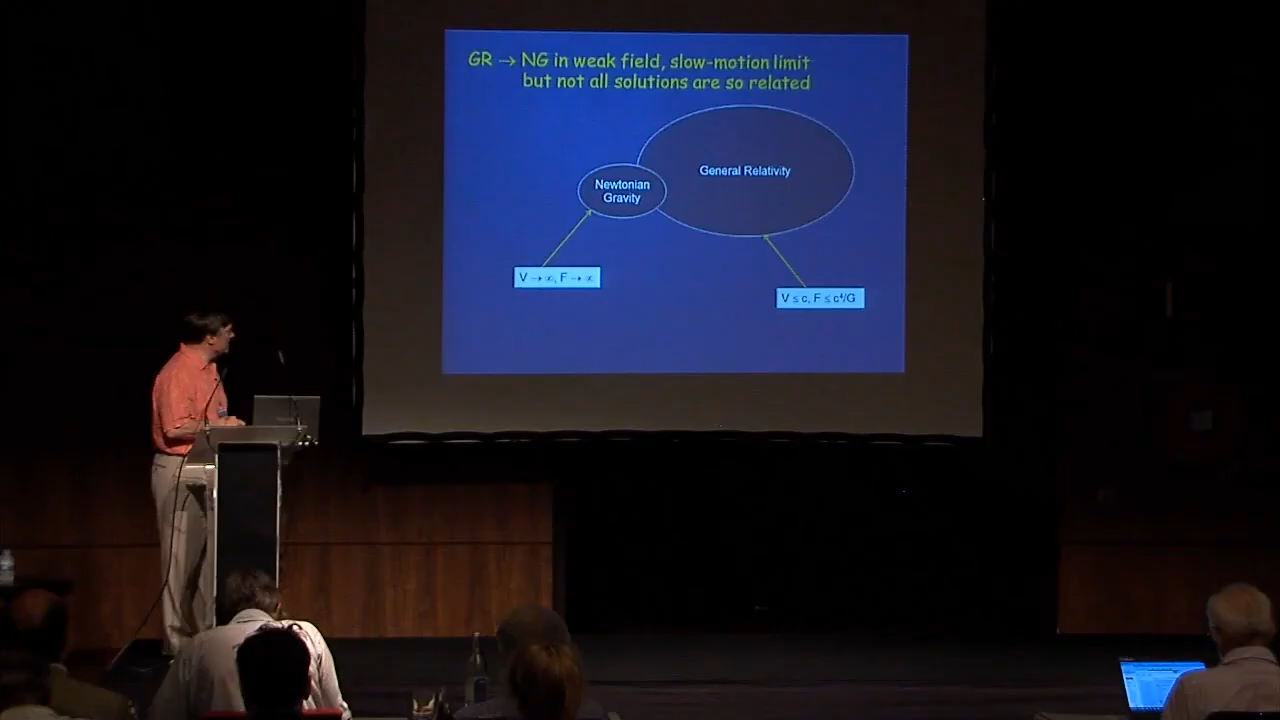 GR → NG in weak field, slow-motion limit
but not all solutions are so related
General Relativity
Newtonian
Gravity
V → ∞, F → ∞
V ≤ c, F ≤ c⁴/G